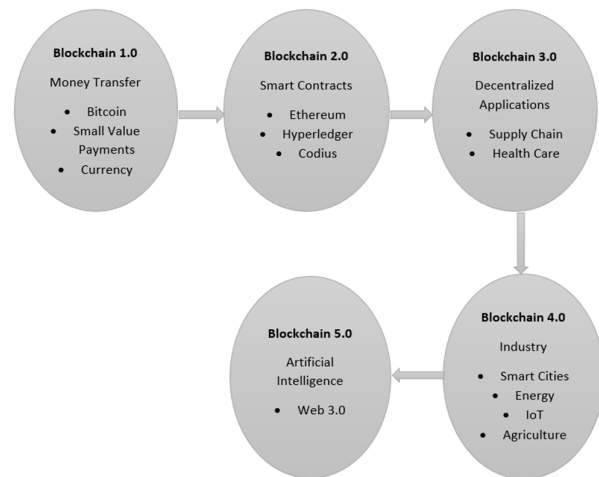 Blockchain 1.0
Money Transfer
• Bitcoin
• Small Value
Payments
• Currency
Blockchain 2.0
Smart Contracts
• Ethereum
• Hyperledger
• Codius
Blockchain 3.0
Decentralized
Applications
• Supply Chain
• Health Care
Blockchain 4.0
Industry
• Smart Cities
• Energy
• IoT
• Agriculture
Blockchain 5.0
Artificial
Intelligence
• Web 3.0